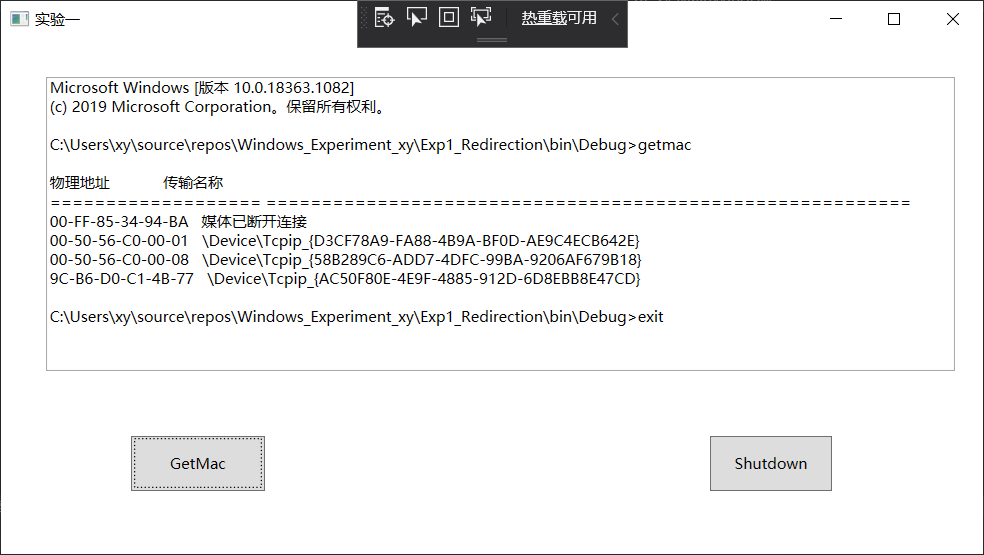 实验一
热重载可用
Microsoft Windows [版本 10.0.18363.1082]
(c) 2019 Microsoft Corporation。保留所有权利。
C:\Users\xy\source\repos\Windows_Experiment_xy\Exp1_Redirection\bin\Debug>getmac
物理地址 传输名称
=================== ==========================================================
00-FF-85-34-94-BA 媒体已断开连接
00-50-56-C0-00-01 \Device\Tcpip_{D3CF78A9-FA88-4B9A-BF0D-AE9C4ECB642E}
00-50-56-C0-00-08 \Device\Tcpip_{58B289C6-ADD7-4DFC-99BA-9206AF679B18}
9C-B6-D0-C1-4B-77 \Device\Tcpip_{AC50F80E-4E9F-4885-912D-6D8EBB8E47CD}
C:\Users\xy\source\repos\Windows_Experiment_xy\Exp1_Redirection\bin\Debug>exit
GetMac
Shutdown